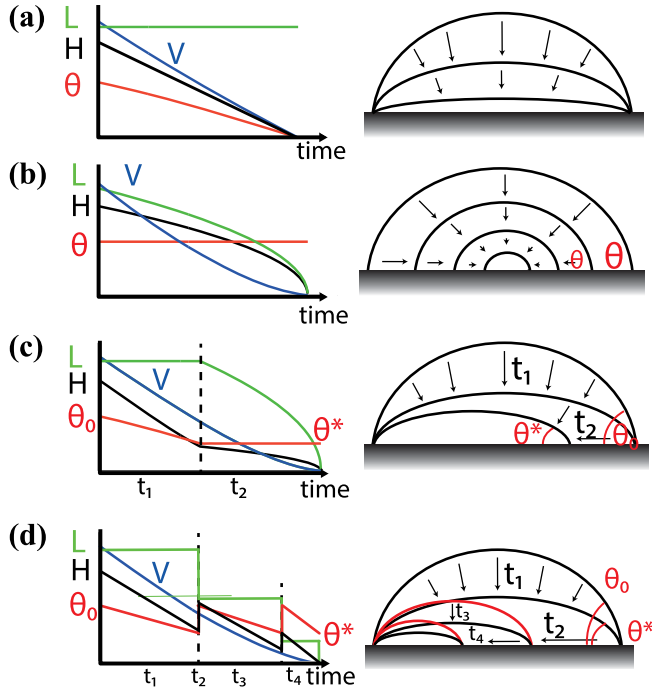 (a)
L
H
V
θ
time
(b)
L
V
H
θ
time
θ θ
(c)
L
H
V
θ₀
θ*
t₁ t₂ time
t₁
θ* t₂ θ₀
(d)
L
H
V
θ₀
θ*
t₁ t₂ t₃ t₄ time
t₁ θ₀
t₃
t₄ t₂ θ*